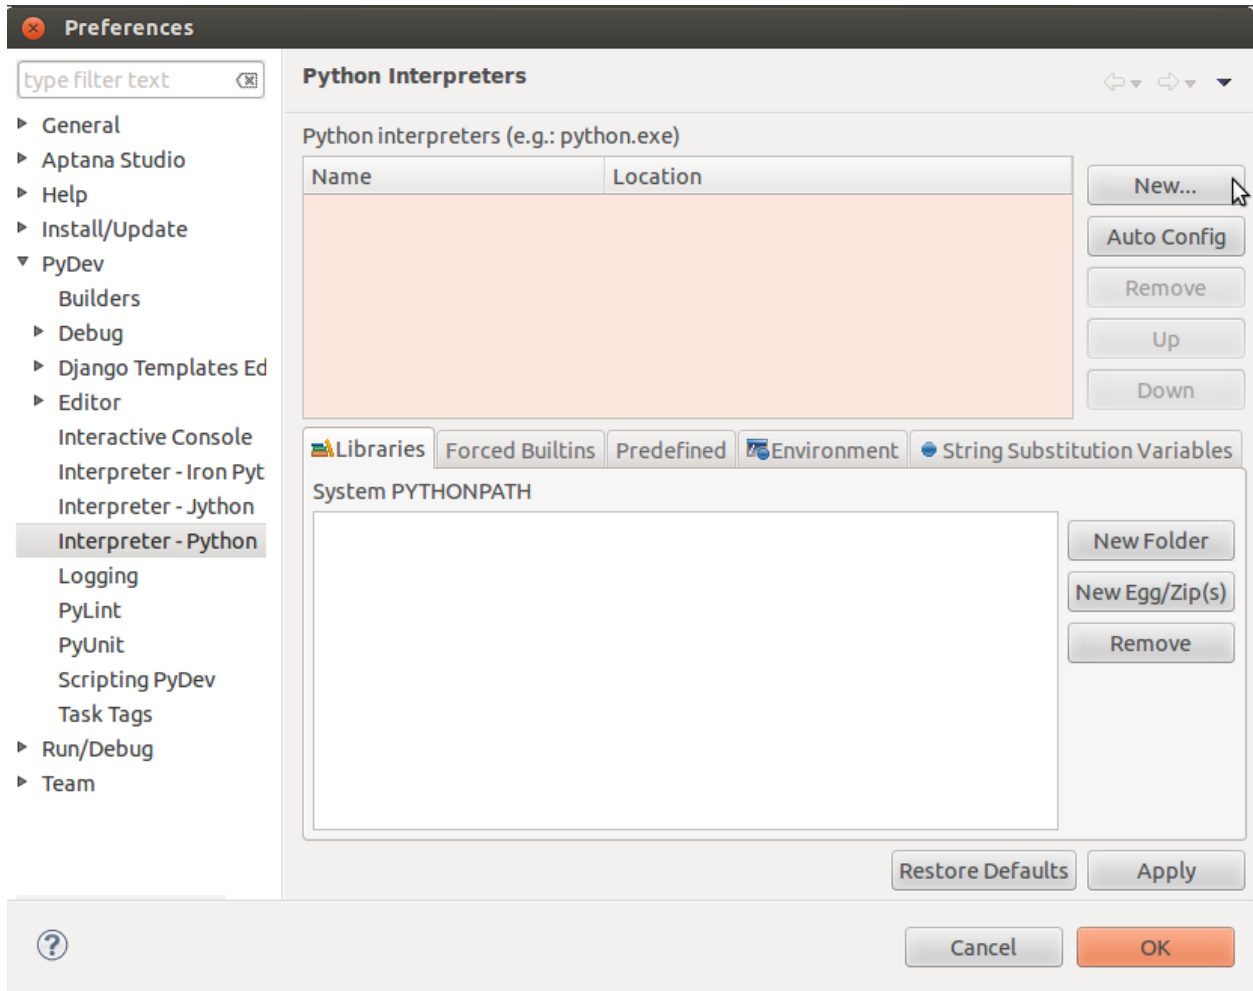 Preferences
type filter text
General
Aptana Studio
Help
Install/Update
PyDev
Builders
Debug
Django Templates Ed
Editor
Interactive Console
Interpreter - Iron Pyt
Interpreter - Jython
Interpreter - Python
Logging
PyLint
PyUnit
Scripting PyDev
Task Tags
Run/Debug
Team
Python Interpreters
Python interpreters (e.g.: python.exe)
Name Location
New...
Auto Config
Remove
Up
Down
Libraries Forced Builtins Predefined Environment String Substitution Variables
System PYTHONPATH
New Folder
New Egg/Zip(s)
Remove
Restore Defaults Apply
? Cancel OK